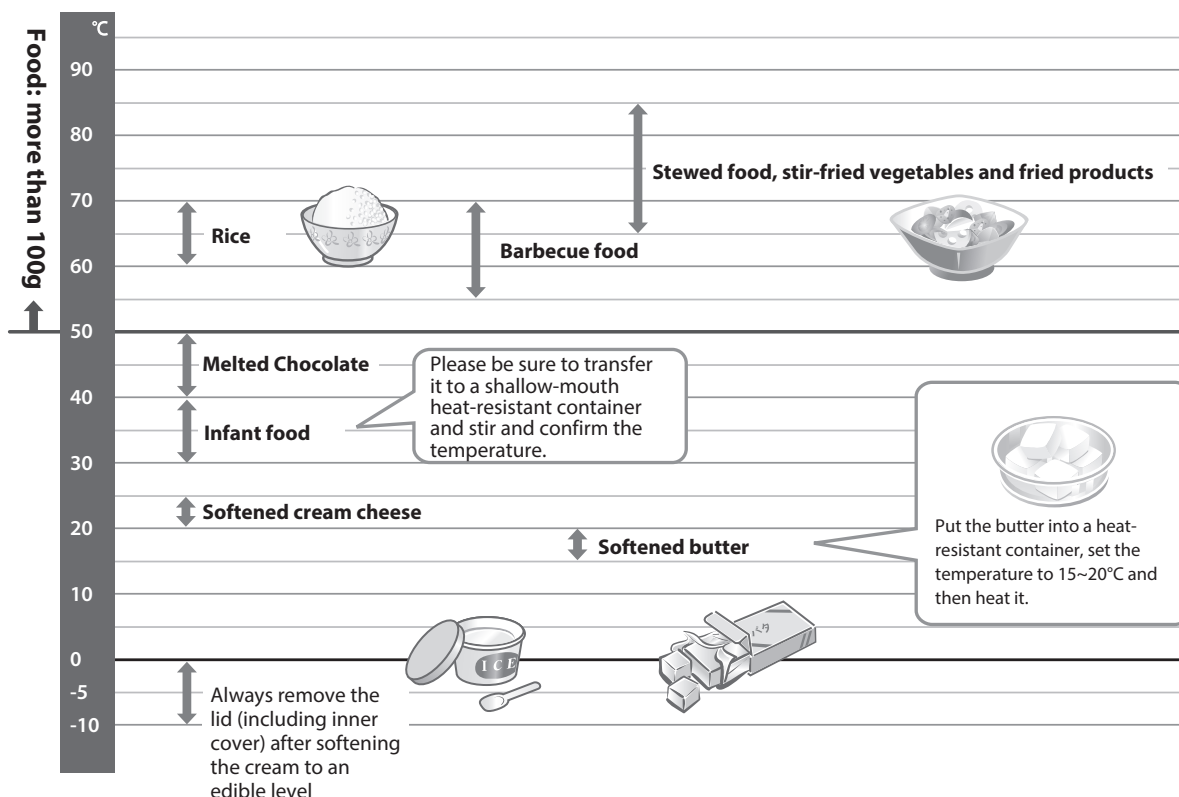 °C
Food: more than 100g
90
80
Stewed food, stir-fried vegetables and fried products
70
Rice
Barbecue food
60
50
Melted Chocolate
Please be sure to transfer
it to a shallow-mouth
heat-resistant container
and stir and confirm the
temperature.
40
Infant food
30
Softened cream cheese
20
Softened butter
Put the butter into a heat-
resistant container, set the
temperature to 15~20°C and
then heat it.
10
バタ
ICE
0
-5
-10
Always remove the
lid (including inner
cover) after softening
the cream to an
edible level